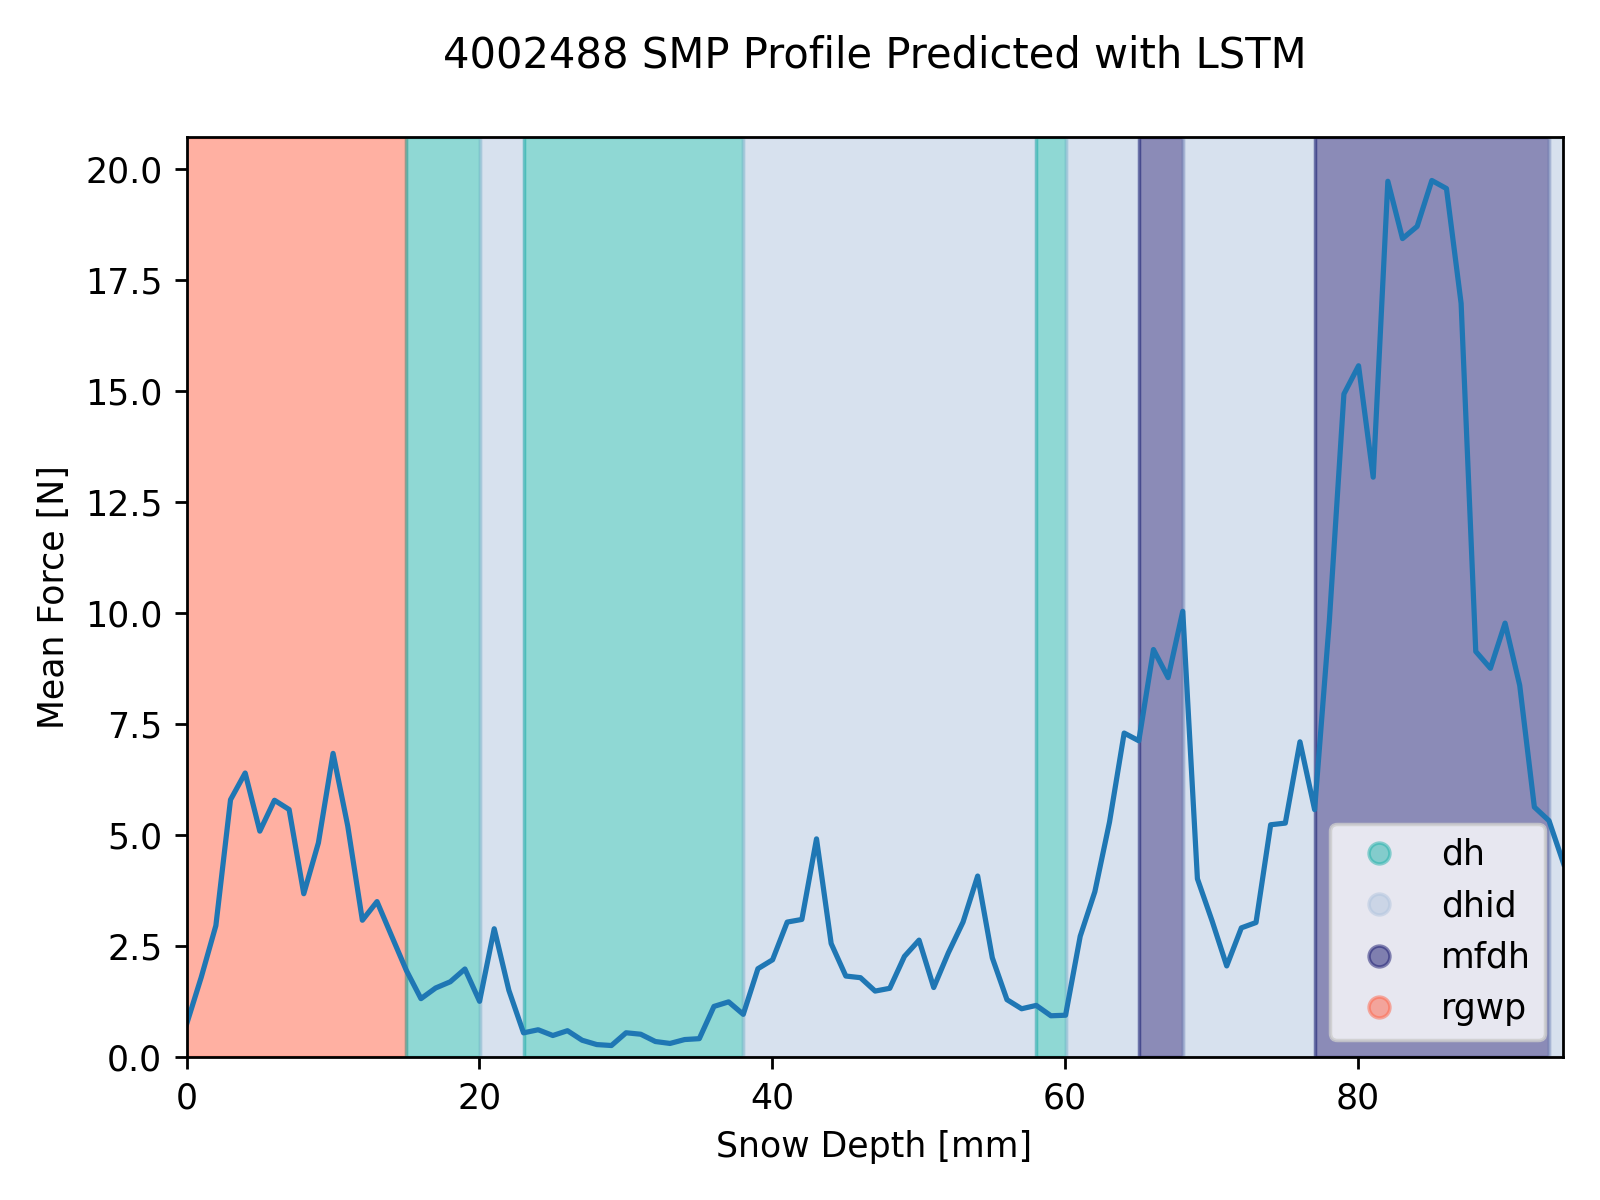 4002488 SMP Profile Predicted with LSTM
20.0
17.5
15.0
12.5
10.0
7.5
5.0
2.5
0.0
Mean Force [N]
dh
dhid
mfdh
rgwp
0 20 40 60 80
Snow Depth [mm]